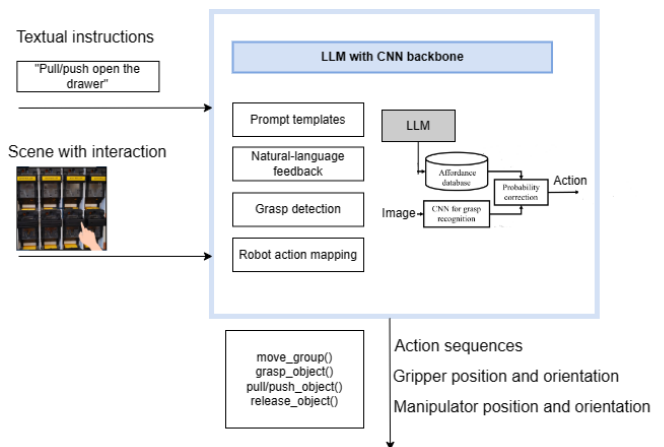 Textual instructions
"Pull/push open the
drawer"
Scene with interaction
LLM with CNN backbone
Prompt templates
Natural-language
feedback
Grasp detection
Robot action mapping
LLM
Affordance
database
Probability
correction
Action
Image
CNN for grasp
recognition
move_group()
grasp_object()
pull/push_object()
release_object()
Action sequences
Gripper position and orientation
Manipulator position and orientation